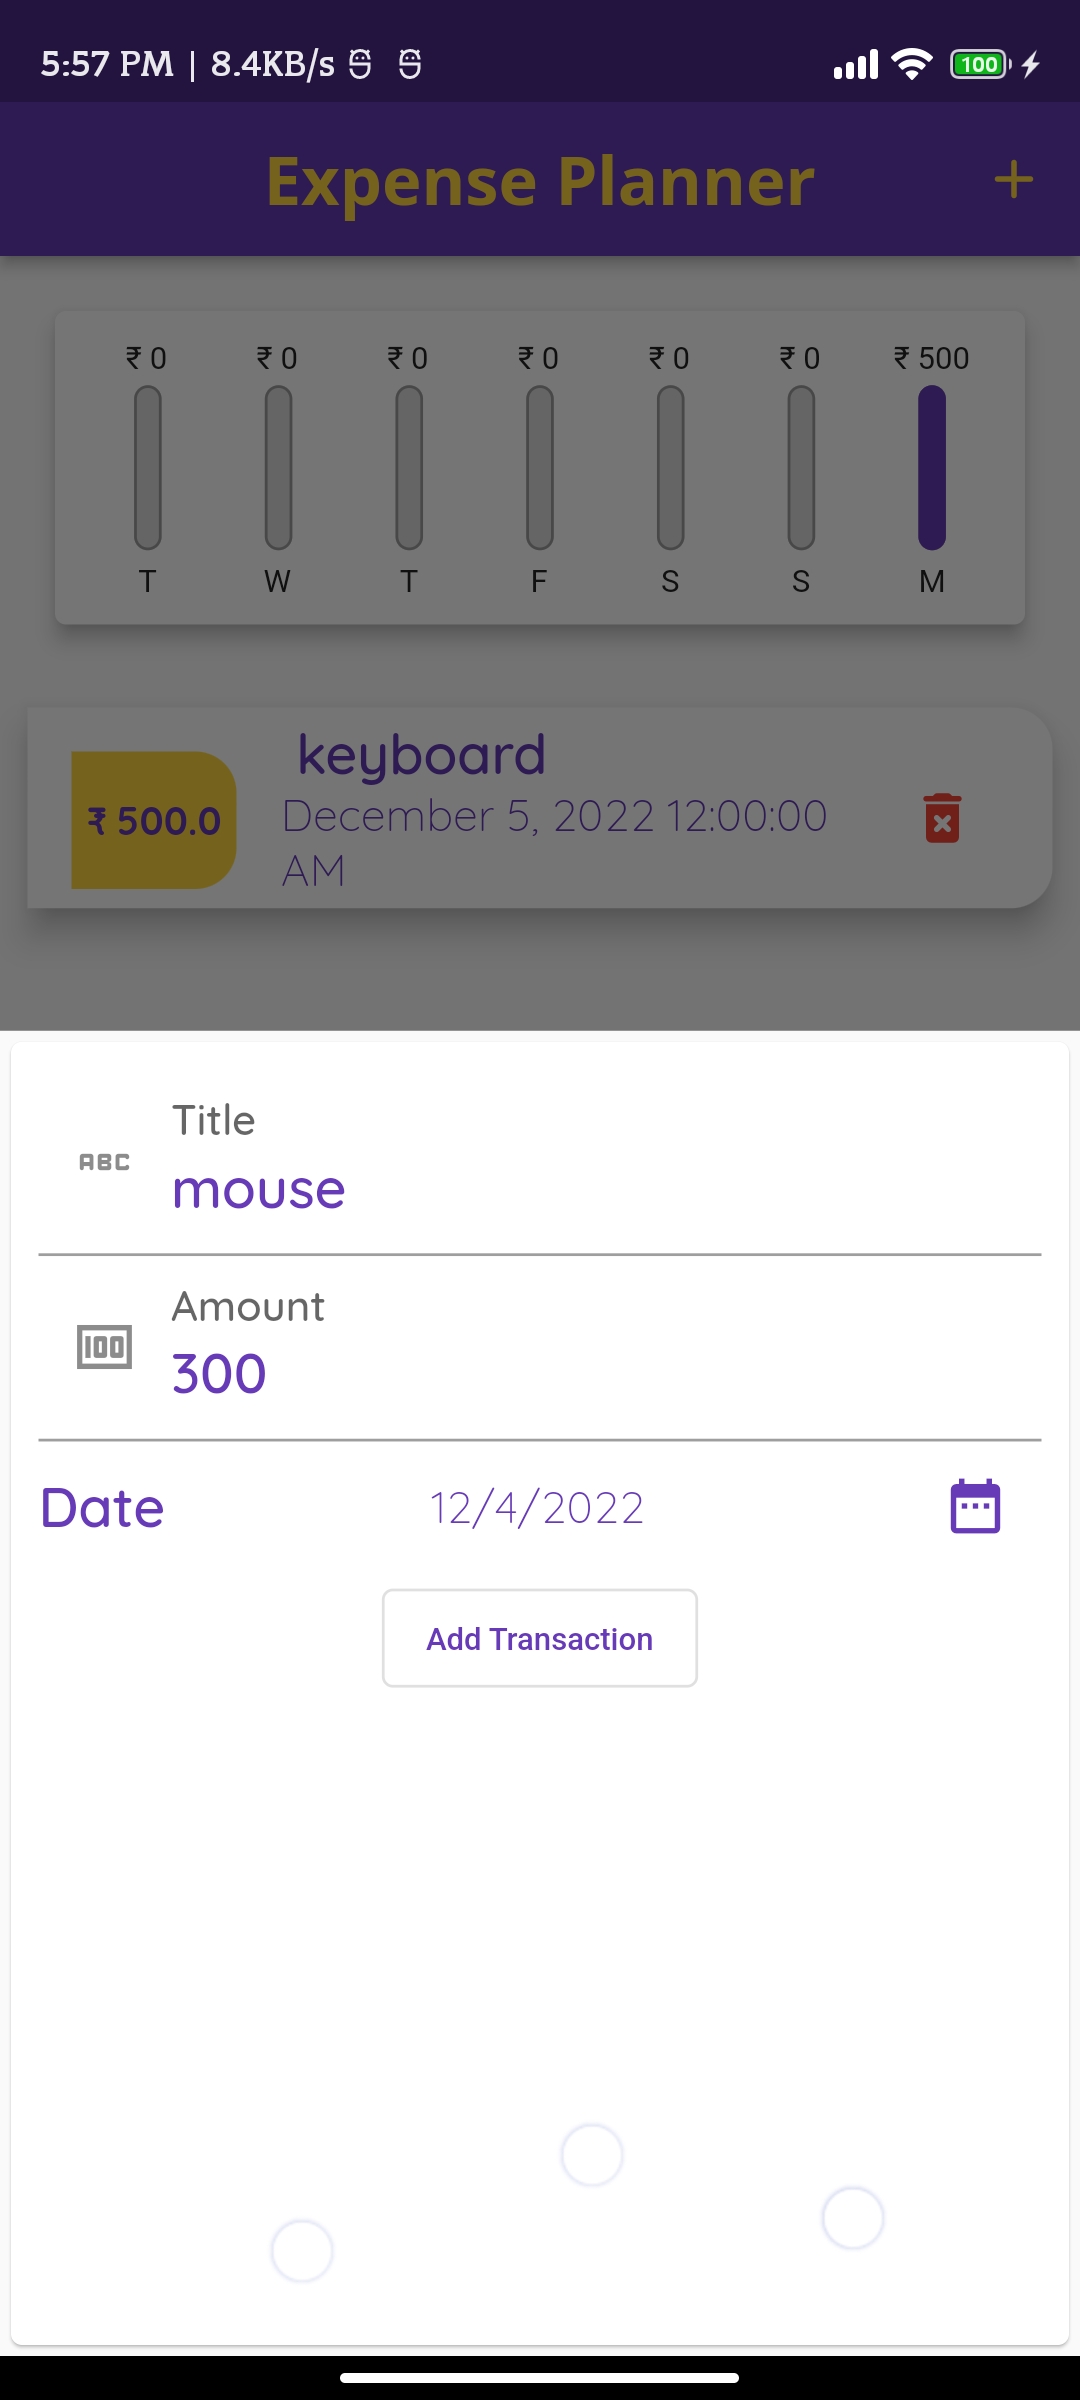 5:57 PM | 8.4KB/s
100
Expense Planner +
₹ 0 ₹ 0 ₹ 0 ₹ 0 ₹ 0 ₹ 0 ₹ 500
T W T F S S M
keyboard
₹ 500.0
December 5, 2022 12:00:00
AM
Title
ABC
mouse
Amount
100
300
Date 12/4/2022
Add Transaction